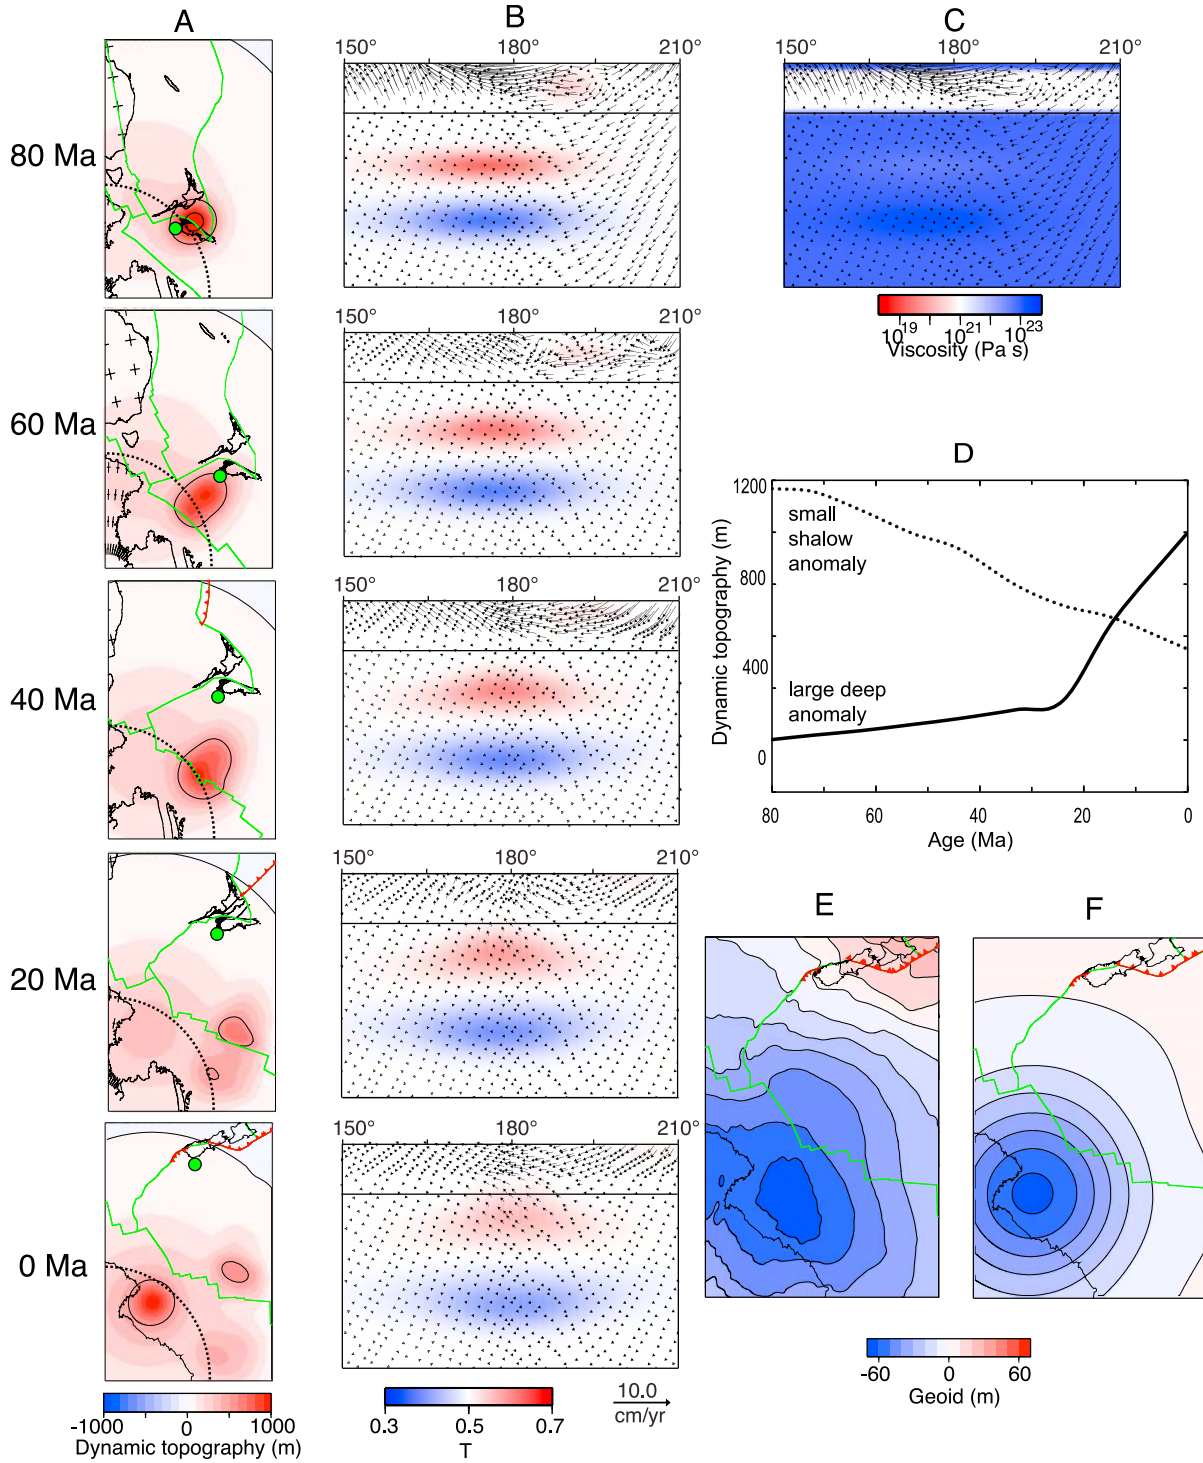 A
B
C
80 Ma
60 Ma
40 Ma
20 Ma
0 Ma
-1000 0 1000
Dynamic topography (m)
150° 180° 210°
150° 180° 210°
150° 180° 210°
150° 180° 210°
150° 180° 210°
0.3 0.5 0.7
T
10.0
cm/yr
150° 180° 210°
10^19 10^21 10^23
Viscosity (Pa s)
D
1200
800
400
0
Dynamic topography (m)
small
shalow
anomaly
large deep
anomaly
80 60 40 20 0
Age (Ma)
E
F
-60 0 60
Geoid (m)